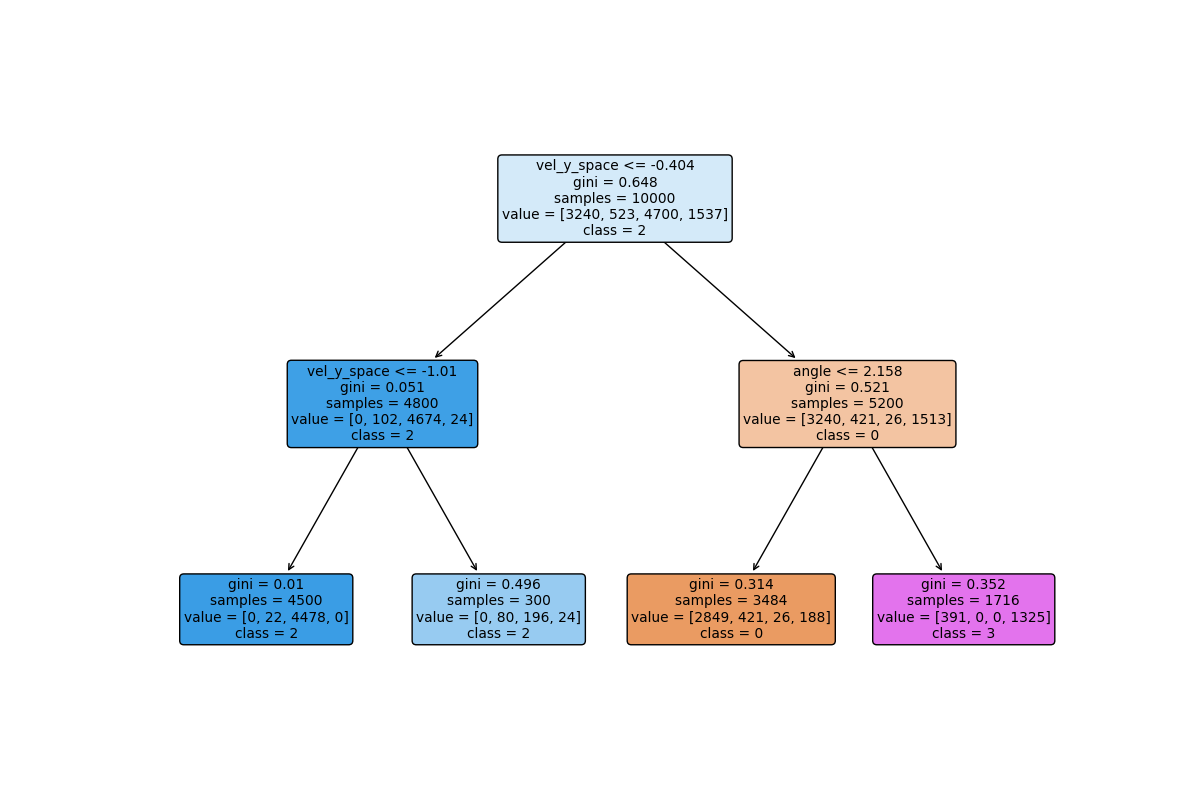 vel_y_space <= -0.404
gini = 0.648
samples = 10000
value = [3240, 523, 4700, 1537]
class = 2
vel_y_space <= -1.01
gini = 0.051
samples = 4800
value = [0, 102, 4674, 24]
class = 2
angle <= 2.158
gini = 0.521
samples = 5200
value = [3240, 421, 26, 1513]
class = 0
gini = 0.01
samples = 4500
value = [0, 22, 4478, 0]
class = 2
gini = 0.496
samples = 300
value = [0, 80, 196, 24]
class = 2
gini = 0.314
samples = 3484
value = [2849, 421, 26, 188]
class = 0
gini = 0.352
samples = 1716
value = [391, 0, 0, 1325]
class = 3